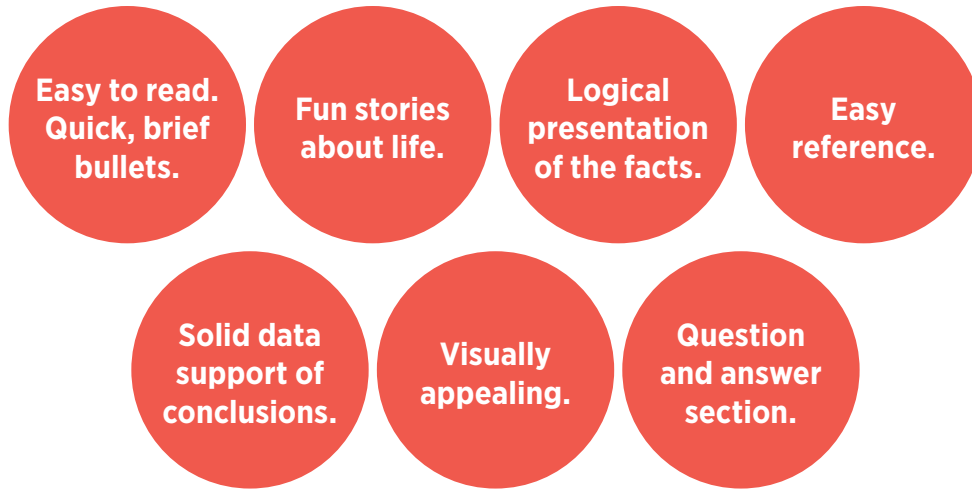 Easy to read.
Quick, brief
bullets.
Fun stories
about life.
Logical
presentation
of the facts.
Easy
reference.
Solid data
support of
conclusions.
Visually
appealing.
Question
and answer
section.